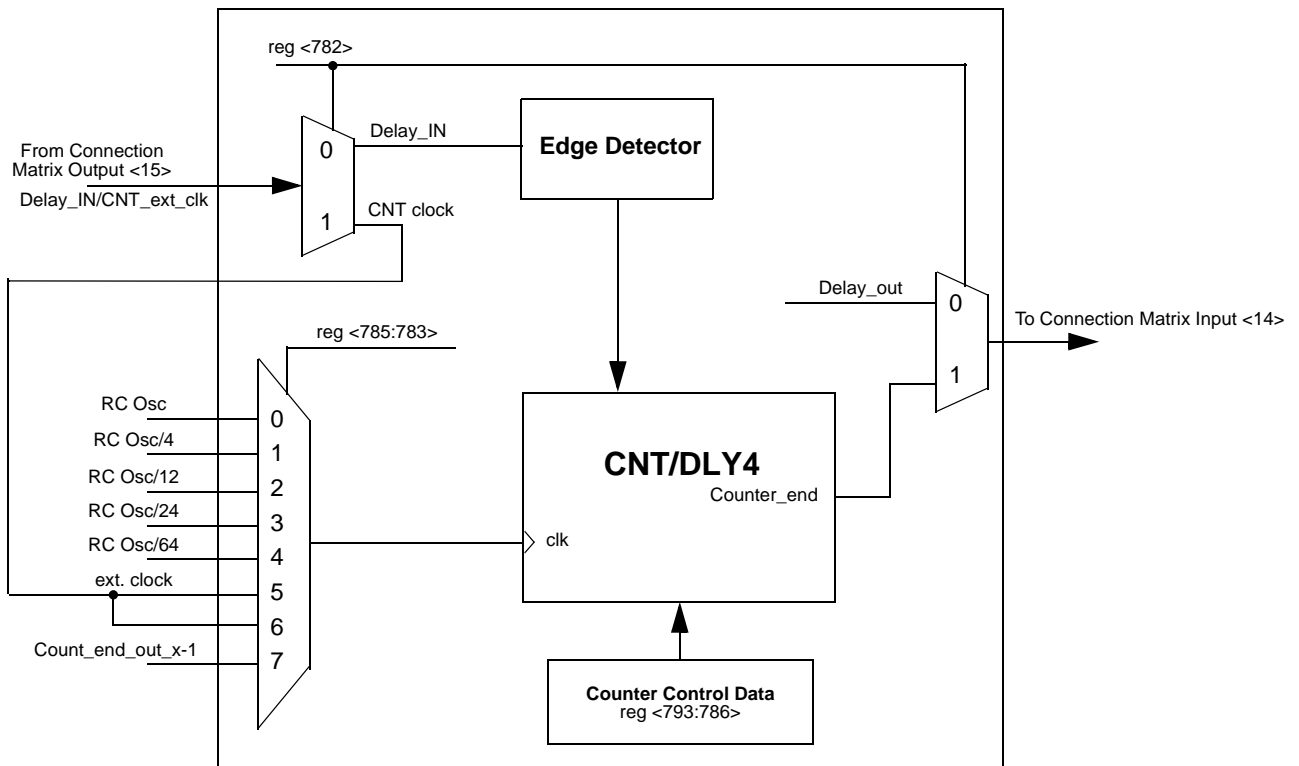 reg <782>
From Connection
Matrix Output <15>
Delay_IN/CNT_ext_clk
0
1
Delay_IN
CNT clock
Edge Detector
Delay_out
0
1
To Connection Matrix Input <14>
reg <785:783>
RC Osc
RC Osc/4
RC Osc/12
RC Osc/24
RC Osc/64
ext. clock
Count_end_out_x-1
0
1
2
3
4
5
6
7
CNT/DLY4
Counter_end
clk
Counter Control Data
reg <793:786>